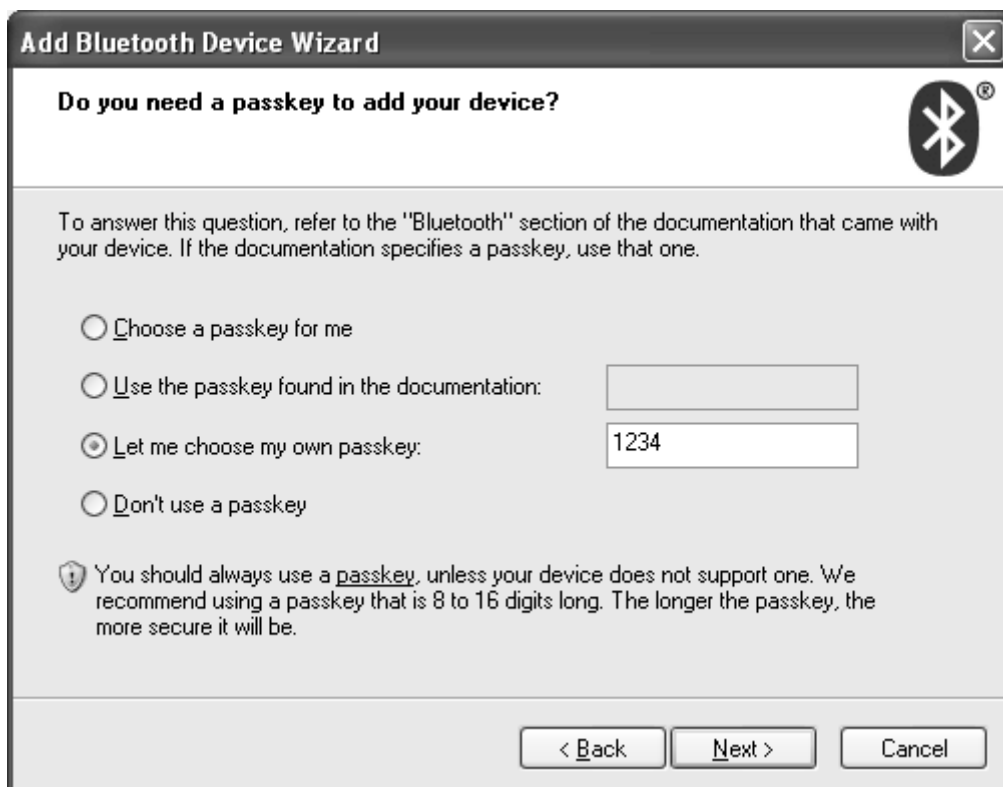 Add Bluetooth Device Wizard
Do you need a passkey to add your device?
®
To answer this question, refer to the "Bluetooth" section of the documentation that came with
your device. If the documentation specifies a passkey, use that one.
Choose a passkey for me
Use the passkey found in the documentation:
Let me choose my own passkey: 1234
Don't use a passkey
You should always use a passkey, unless your device does not support one. We
recommend using a passkey that is 8 to 16 digits long. The longer the passkey, the
more secure it will be.
< Back Next > Cancel